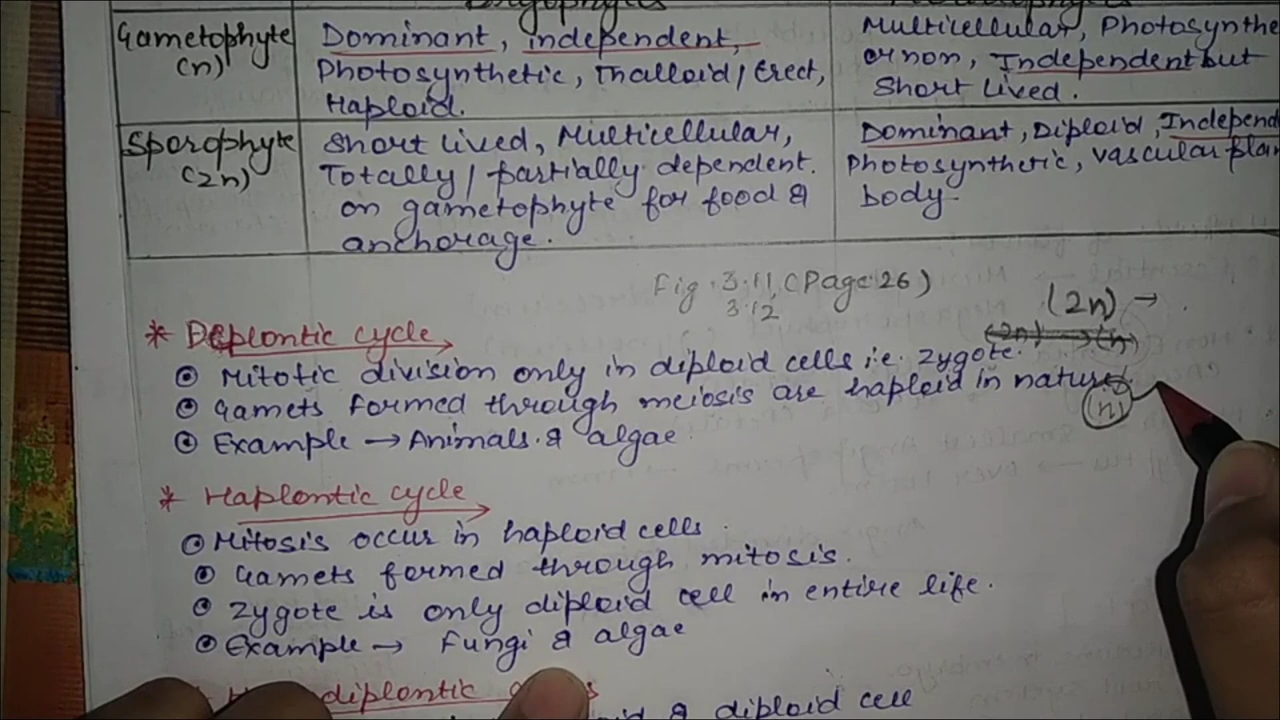 Bryophytes
Gametophyte
(n)
Dominant, independent,
Photosynthetic, Thalloid / Erect,
Haploid.
Multicellular, Photosynthe
or non, Independent but
Short Lived.
Sporophyte
(2n)
Short lived, Multicellular,
Totally / partially dependent.
on gametophyte for food &
anchorage.
Dominant, Diploid, Independ
Photosynthetic, vascular plan
body-
Fig. 3.11, (Page 26)
3.12
(2n) →
(2n) → (n)
* Deplontic cycle
Mitotic division only in diploid cells i.e. zygote.
Gamets formed through meiosis are haploid in nature
(n)
Example → Animals. & algae
* Haplontic cycle
Mitosis occur in haploid cells
Gamets formed through mitosis.
Zygote is only diploid cell in entire life.
Example → Fungi & algae
diplontic
& diploid cell